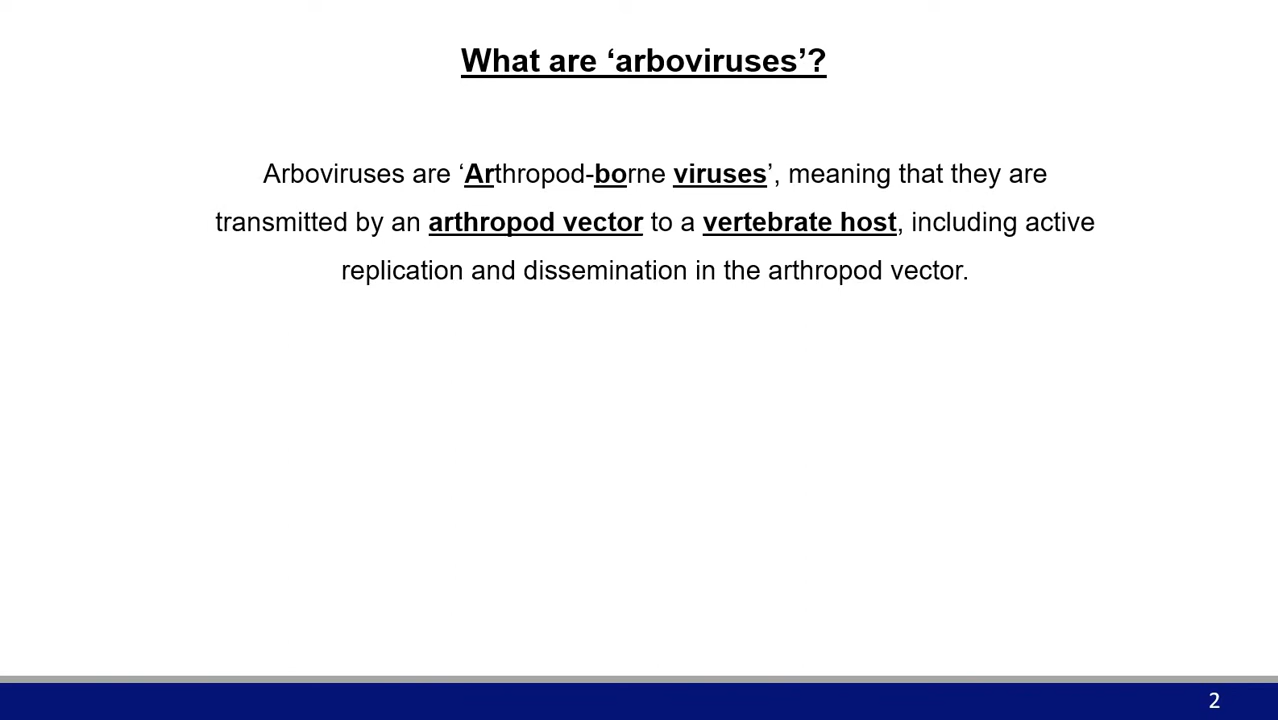 What are ‘arboviruses’?
Arboviruses are ‘Arthropod-borne viruses’, meaning that they are
transmitted by an arthropod vector to a vertebrate host, including active
replication and dissemination in the arthropod vector.
2